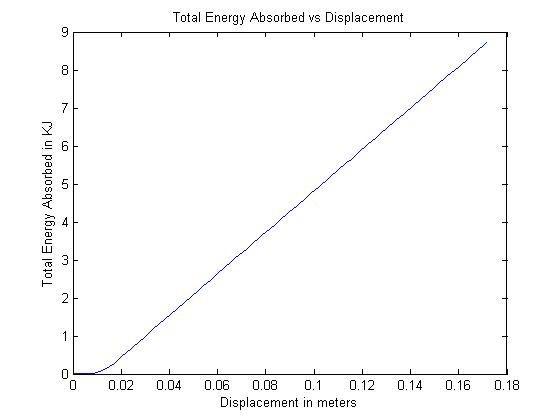 Total Energy Absorbed vs Displacement
9
8
7
6
5
4
3
2
1
0
Total Energy Absorbed in KJ
0 0.02 0.04 0.06 0.08 0.1 0.12 0.14 0.16 0.18
Displacement in meters